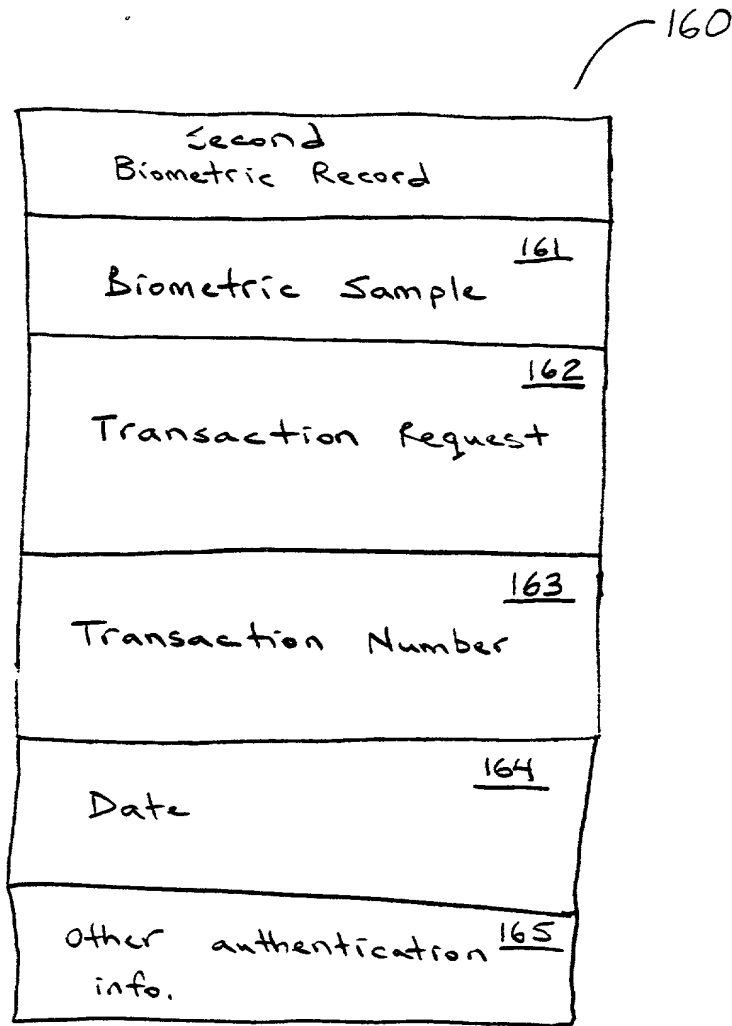 160
Second
Biometric Record
161
Biometric Sample
162
Transaction Request
163
Transaction Number
164
Date
other authentication 165
info.